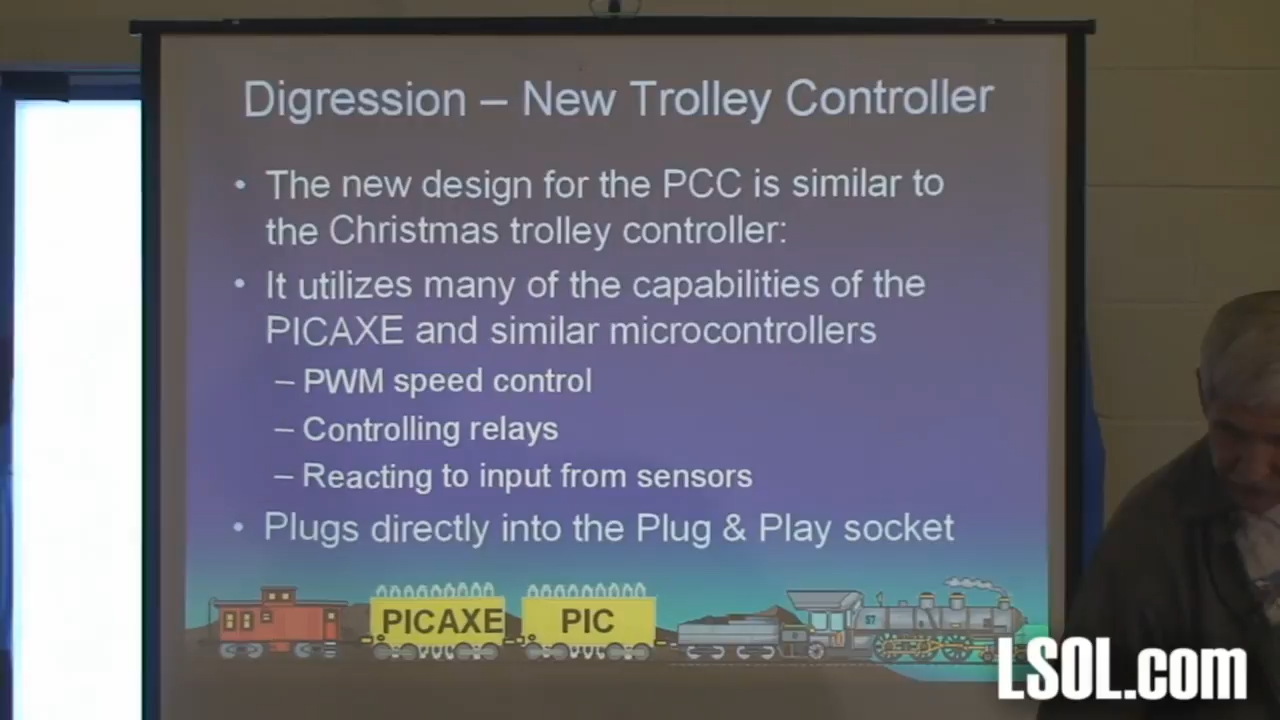 Digression – New Trolley Controller
• The new design for the PCC is similar to
the Christmas trolley controller:
• It utilizes many of the capabilities of the
PICAXE and similar microcontrollers
– PWM speed control
– Controlling relays
– Reacting to input from sensors
• Plugs directly into the Plug & Play socket
PICAXE PIC
57
LSOL.com